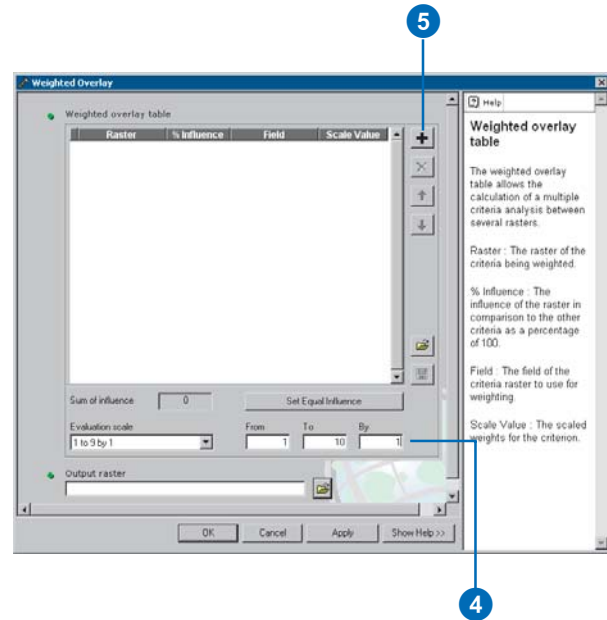 5
Weighted Overlay
Weighted overlay table
Raster % Influence Field Scale Value
Sum of influence 0 Set Equal Influence
Evaluation scale From To By
1 to 9 by 1 1 10 1
Output raster
OK Cancel Apply Show Help >>
Help
Weighted overlay
table
The weighted overlay
table allows the
calculation of a multiple
criteria analysis between
several rasters.
Raster : The raster of the
criteria being weighted.
% Influence : The
influence of the raster in
comparison to the other
criteria as a percentage
of 100.
Field : The field of the
criteria raster to use for
weighting.
Scale Value : The scaled
weights for the criterion.
4